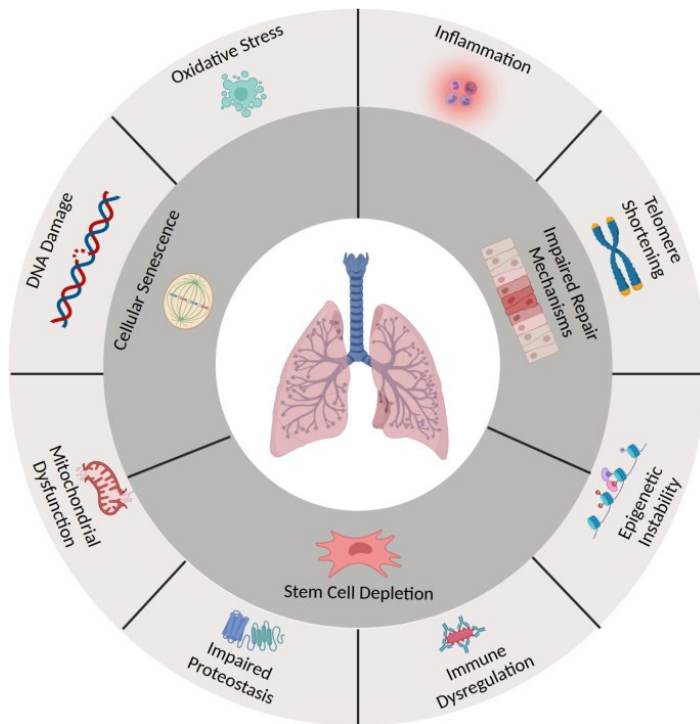 Oxidative Stress
Inflammation
Telomere
Shortening
Epigenetic
Instability
Immune
Dysregulation
Impaired
Proteostasis
Mitochondrial
Dysfunction
DNA Damage
Cellular Senescence
Impaired Repair
Mechanisms
Stem Cell Depletion